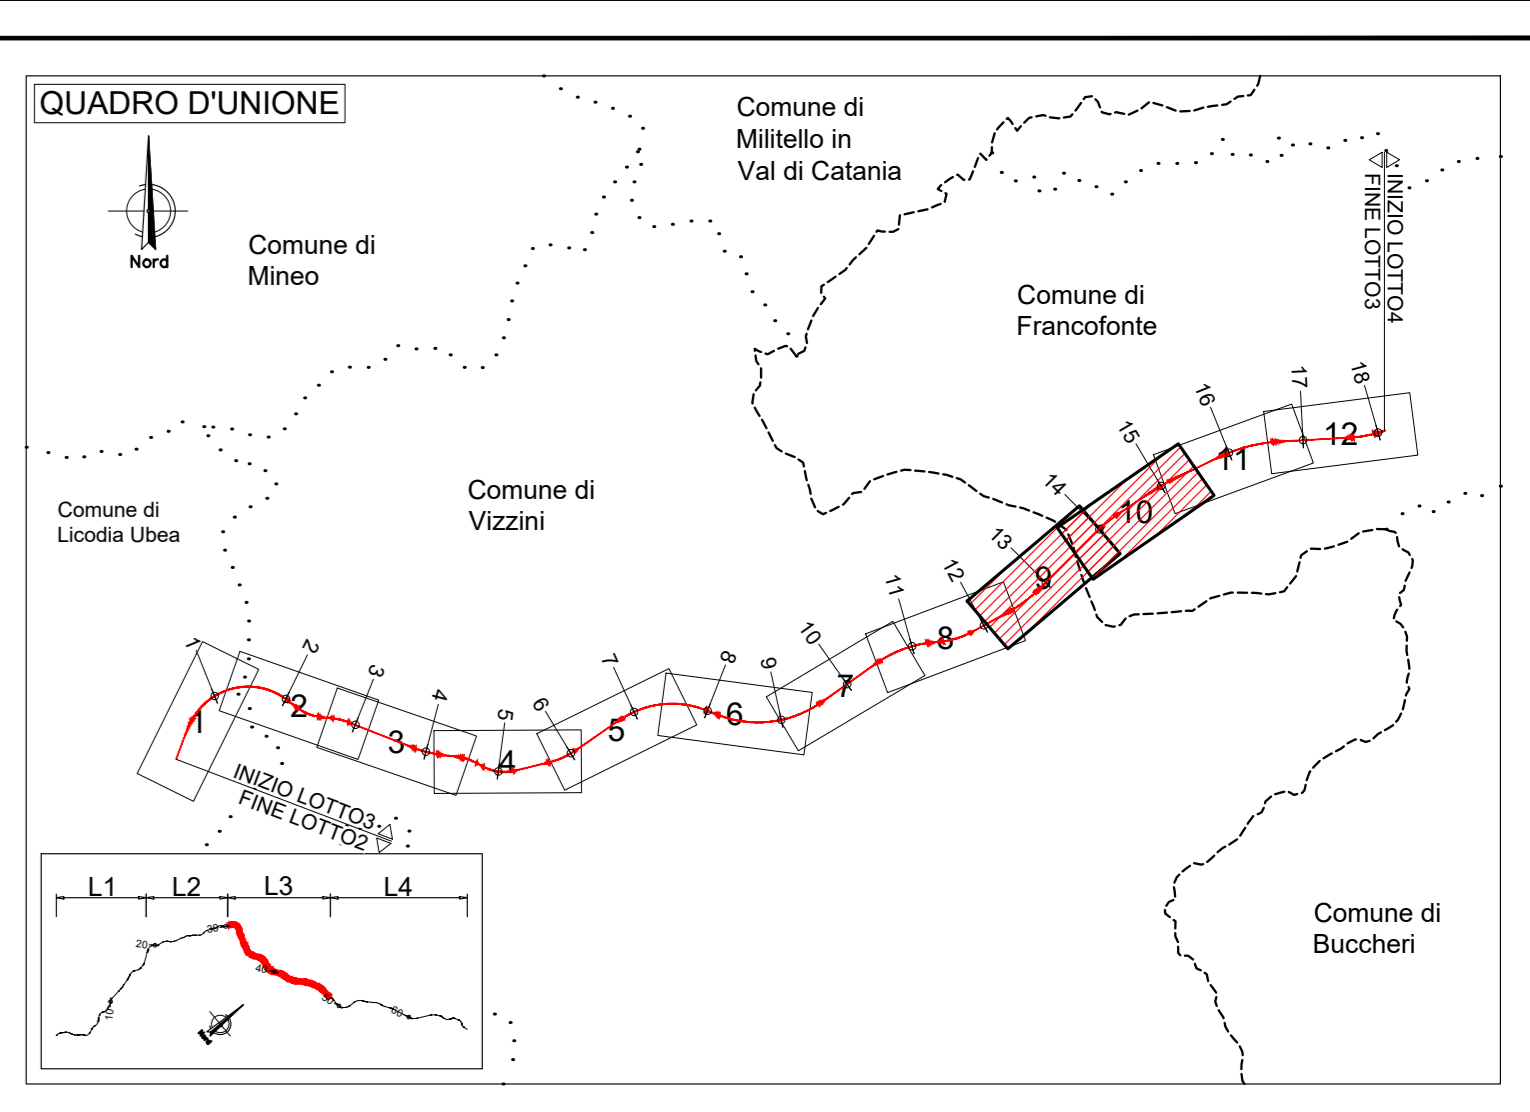 QUADRO D'UNIONE
Nord
Comune di
Mineo
Comune di
Militello in
Val di Catania
Comune di
Francofonte
INIZIO LOTTO4
FINE LOTTO3
Comune di
Licodia Ubea
Comune di
Vizzini
Comune di
Buccheri
1
2
3
4
5
6
7
8
9
10
11
12
13
14
15
16
17
18
1
2
3
4
5
6
7
8
9
10
11
12
INIZIO LOTTO3
FINE LOTTO2
L1
L2
L3
L4
10
20
30
40
50
60
Nord